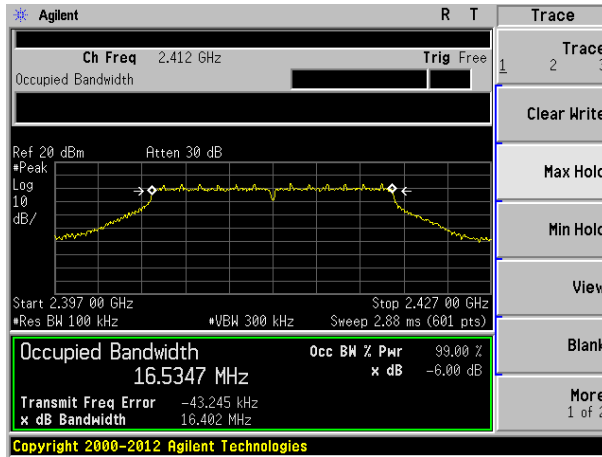 Agilent R T Trace
Ch Freq 2.412 GHz Trig Free
Occupied Bandwidth
Trace
1 2 3
Clear Write
Max Hold
Min Hold
View
Blank
More
1 of 2
Ref 20 dBm Atten 30 dB
#Peak
Log
10
dB/
Start 2.397 00 GHz Stop 2.427 00 GHz
#Res BW 100 kHz #VBW 300 kHz Sweep 2.88 ms (601 pts)
Occupied Bandwidth Occ BW % Pwr 99.00 %
16.5347 MHz x dB -6.00 dB
Transmit Freq Error -43.245 kHz
x dB Bandwidth 16.402 MHz
Copyright 2000-2012 Agilent Technologies